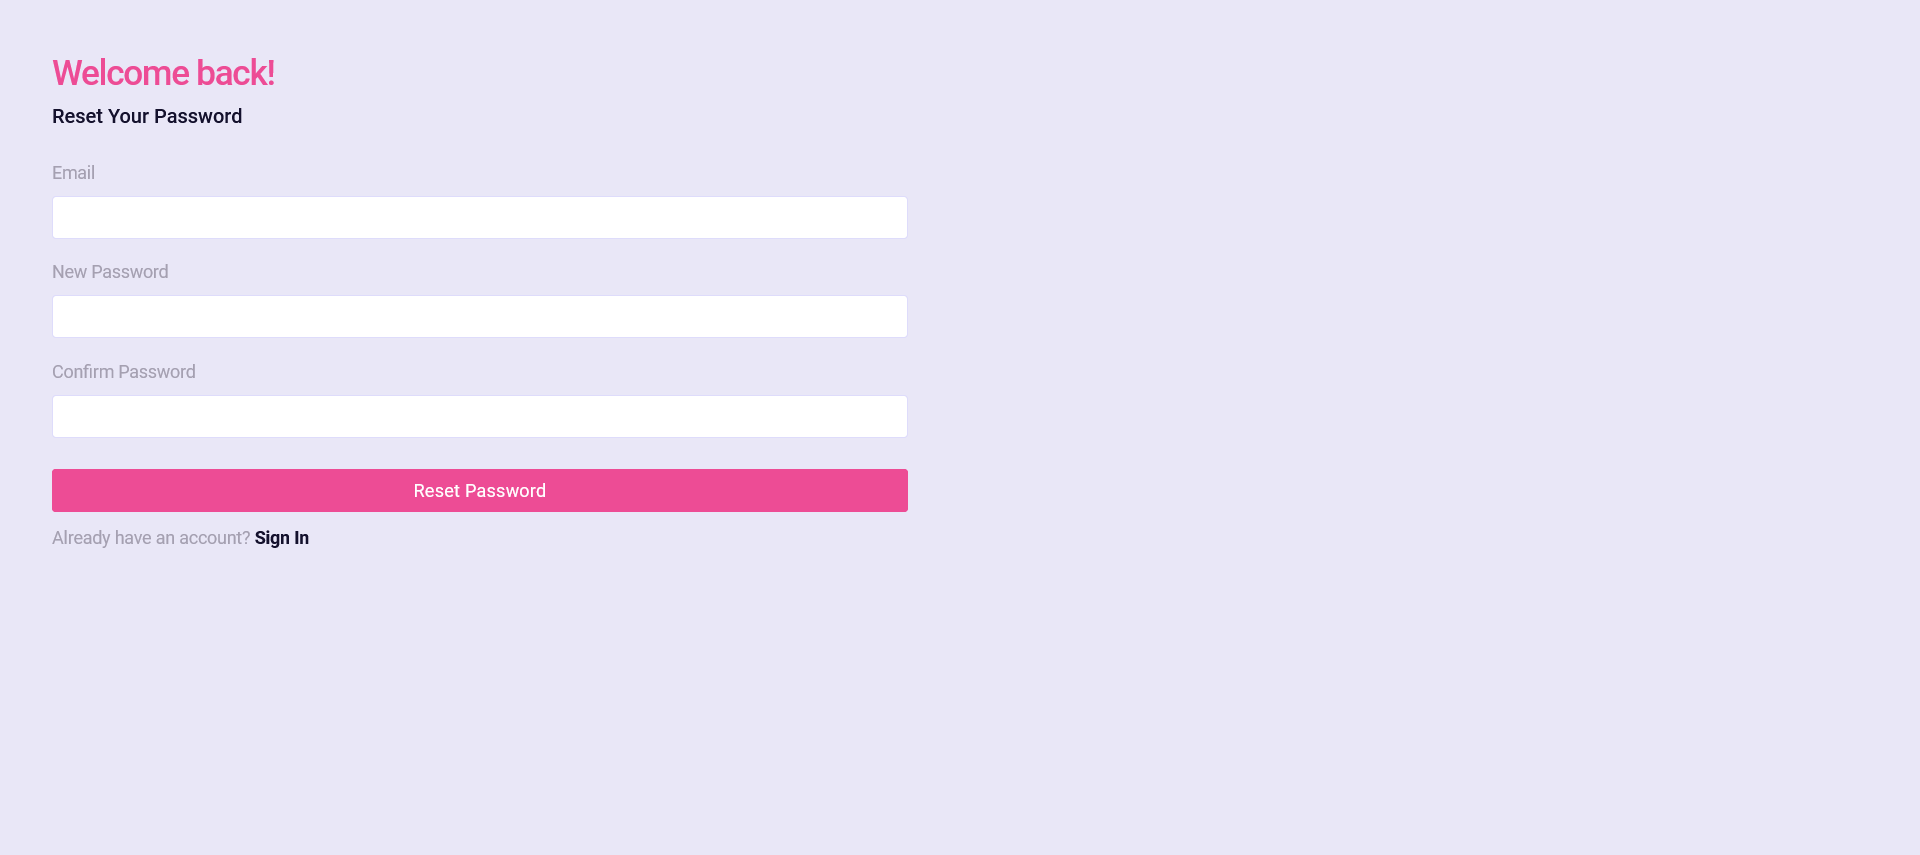 Welcome back!
Reset Your Password
Email
New Password
Confirm Password
Reset Password
Already have an account? Sign In